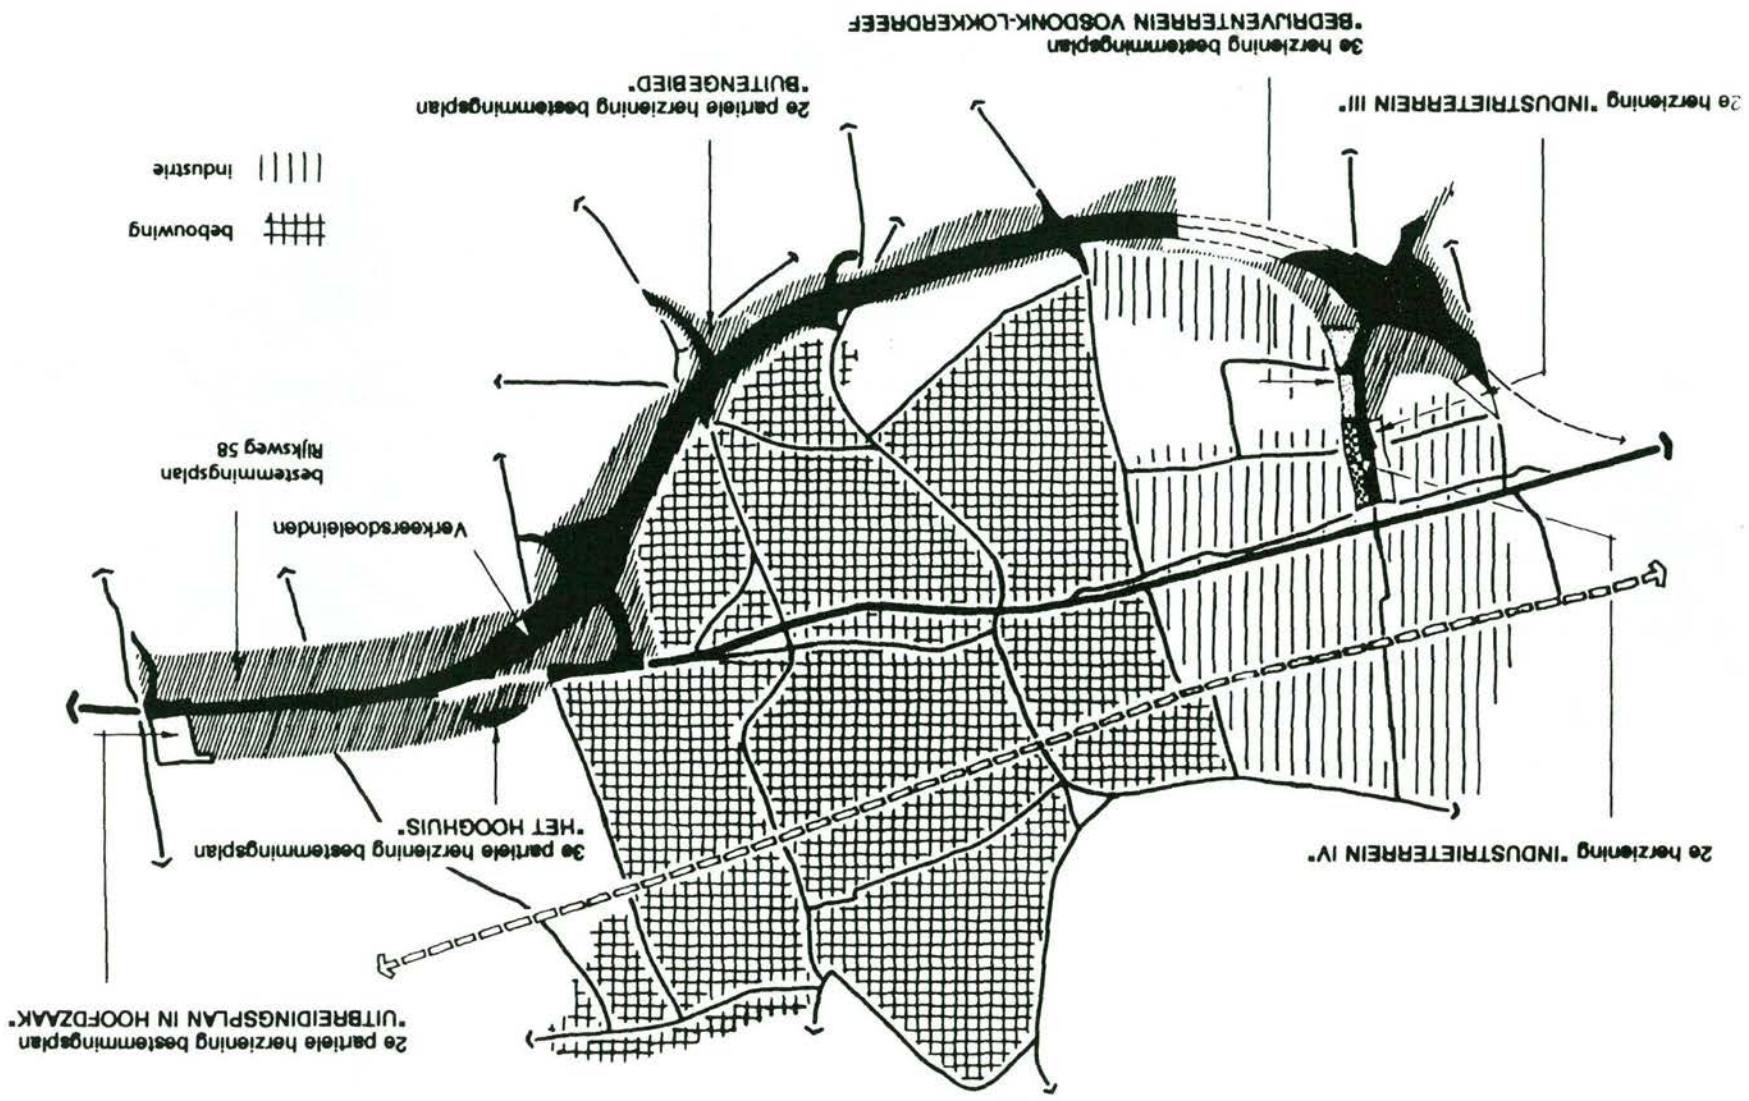 2e partiele herziening bestemmingsplan
"UITBREIDINGSPLAN IN HOOFDZAAK"
2e herziening "INDUSTRIETERREIN IV"
3e partiele herziening bestemmingsplan
"HET HOOGHUIS"
Verkeersdoeleinden
bestemmingsplan
Rijksweg 58
bebouwing
industrie
2e herziening "INDUSTRIETERREIN III"
2e partiele herziening bestemmingsplan
"BUITENGEBIED"
3e herziening bestemmingsplan
"BEDRIJVENTERREIN VOSDONK-LOKKERDREEF